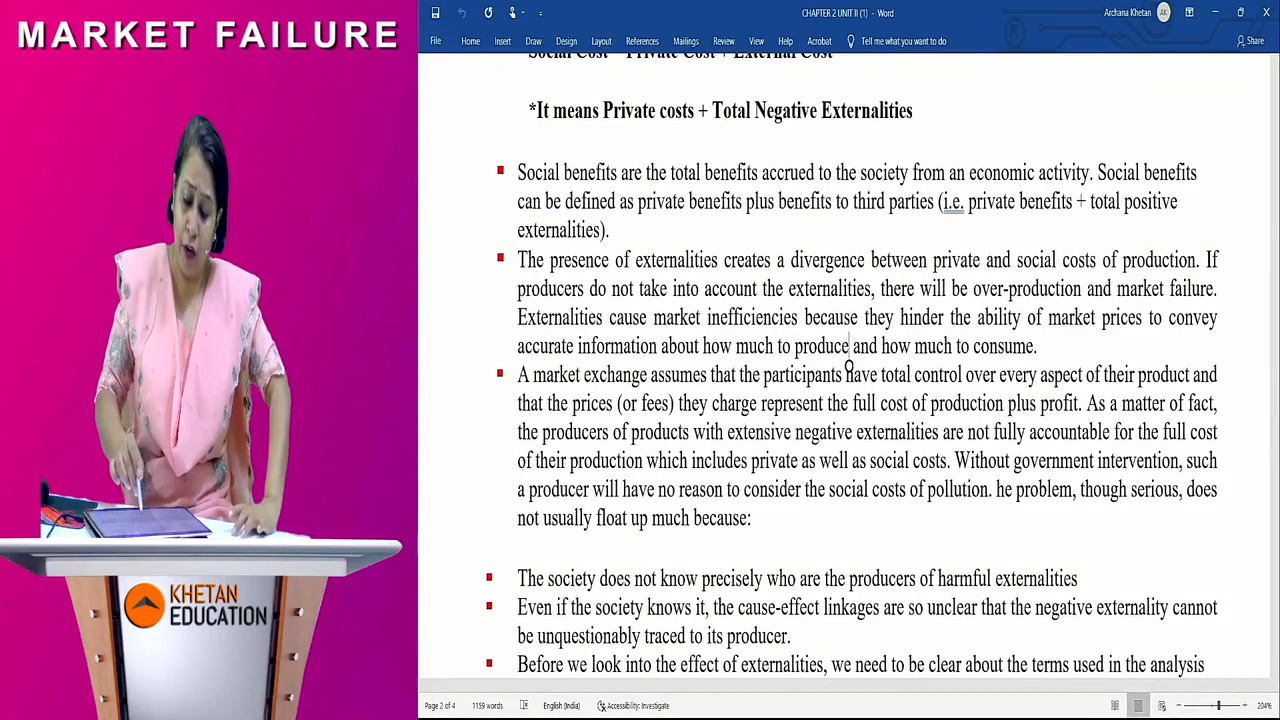 MARKET FAILURE
CHAPTER 2 UNIT II (1) - Word
Archana Khetan
AK
File Home Insert Draw Design Layout References Mailings Review View Help Acrobat Tell me what you want to do
Share
Social Cost = Private Cost + External Cost
*It means Private costs + Total Negative Externalities
Social benefits are the total benefits accrued to the society from an economic activity. Social benefits
can be defined as private benefits plus benefits to third parties (i.e. private benefits + total positive
externalities).
The presence of externalities creates a divergence between private and social costs of production. If
producers do not take into account the externalities, there will be over-production and market failure.
Externalities cause market inefficiencies because they hinder the ability of market prices to convey
accurate information about how much to produce and how much to consume.
A market exchange assumes that the participants have total control over every aspect of their product and
that the prices (or fees) they charge represent the full cost of production plus profit. As a matter of fact,
the producers of products with extensive negative externalities are not fully accountable for the full cost
of their production which includes private as well as social costs. Without government intervention, such
a producer will have no reason to consider the social costs of pollution. he problem, though serious, does
not usually float up much because:
The society does not know precisely who are the producers of harmful externalities
Even if the society knows it, the cause-effect linkages are so unclear that the negative externality cannot
be unquestionably traced to its producer.
Before we look into the effect of externalities, we need to be clear about the terms used in the analysis
KHETAN
EDUCATION
Page 2 of 4 1159 words English (India) Accessibility: Investigate
204%